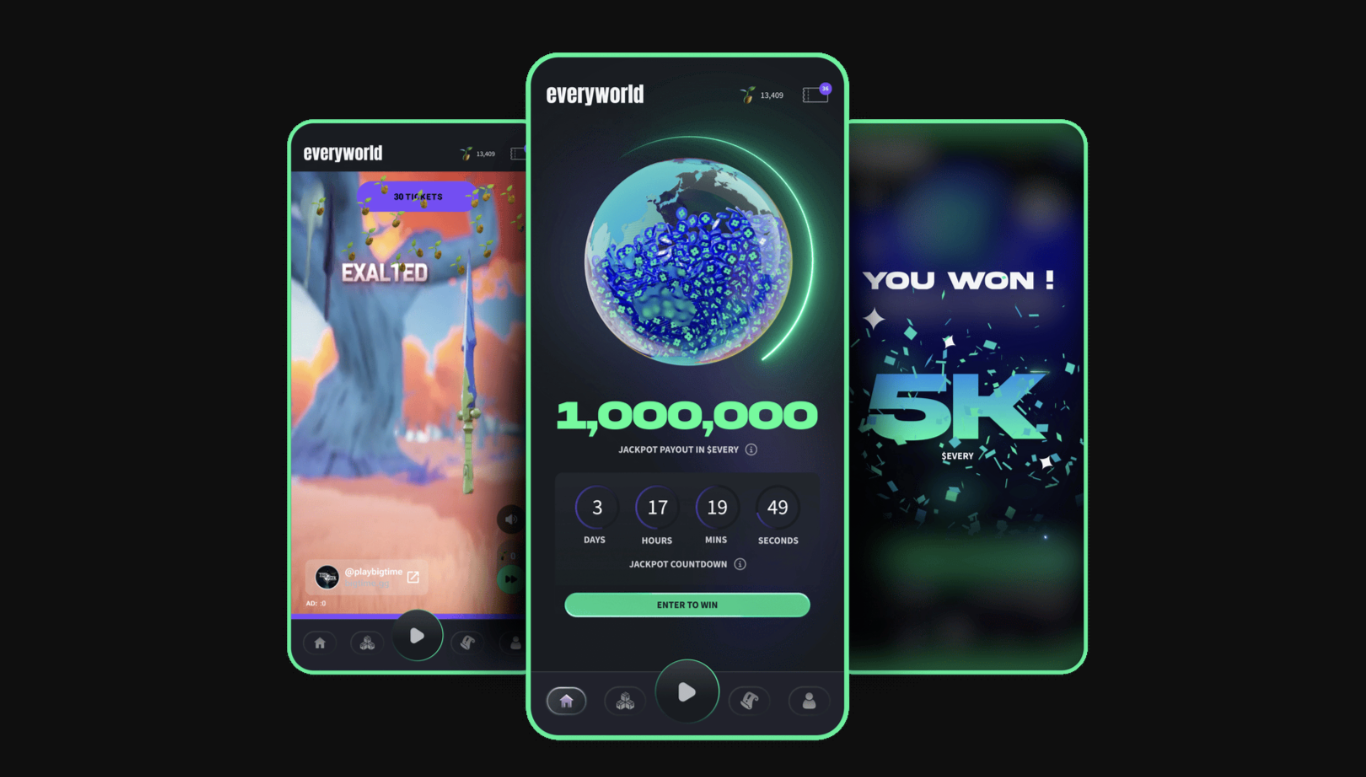 everyworld
13,409
30 TICKETS
EXALTED
@playbigtime
AD: :0
everyworld
13,409
36
1,000,000
JACKPOT PAYOUT IN $EVERY
3
17
19
49
DAYS
HOURS
MINS
SECONDS
JACKPOT COUNTDOWN
ENTER TO WIN
YOU WON !
5K
$EVERY